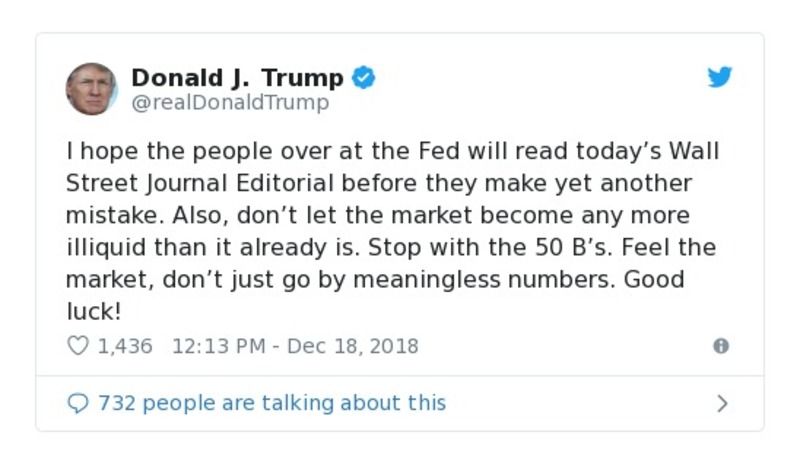 Donald J. Trump
@realDonaldTrump
I hope the people over at the Fed will read today’s Wall
Street Journal Editorial before they make yet another
mistake. Also, don’t let the market become any more
illiquid than it already is. Stop with the 50 B’s. Feel the
market, don’t just go by meaningless numbers. Good
luck!
1,436 12:13 PM - Dec 18, 2018
732 people are talking about this